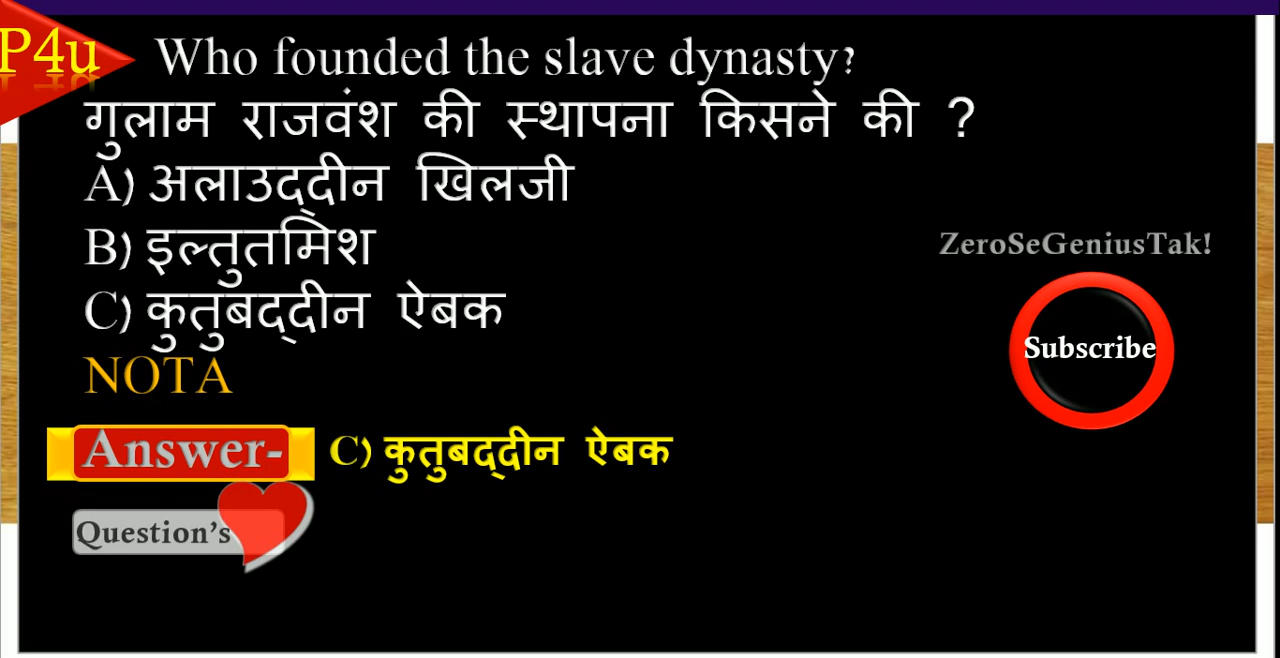 P4u
Who founded the slave dynasty?
गुलाम राजवंश की स्थापना किसने की ?
A) अलाउद्दीन खिलजी
B) इल्तुतमिश
C) कुतुबद्दीन ऐबक
NOTA
ZeroSeGeniusTak!
Subscribe
Answer- C) कुतुबद्दीन ऐबक
Question's